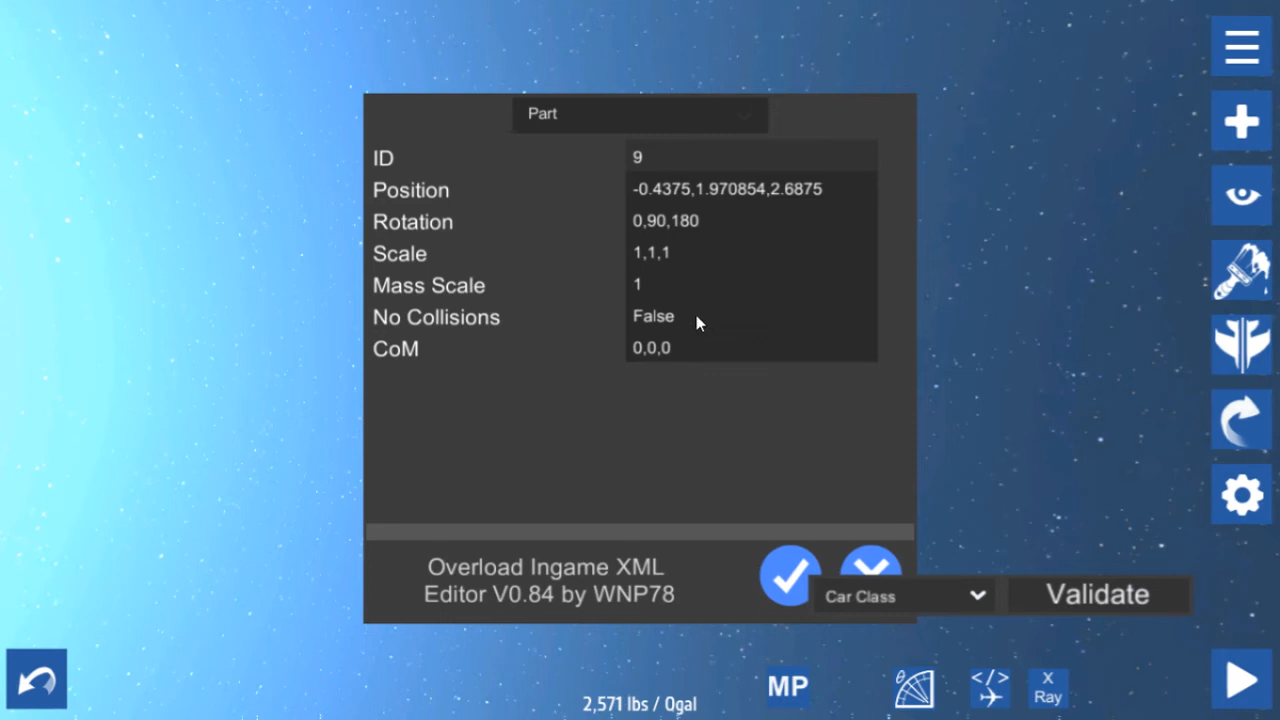 Part
ID 9
Position -0.4375,1.970854,2.6875
Rotation 0,90,180
Scale 1,1,1
Mass Scale 1
No Collisions False
CoM 0,0,0
Overload Ingame XML
Editor V0.84 by WNP78
Car Class
Validate
2,571 lbs / 0gal
MP
θ
</>
X
Ray